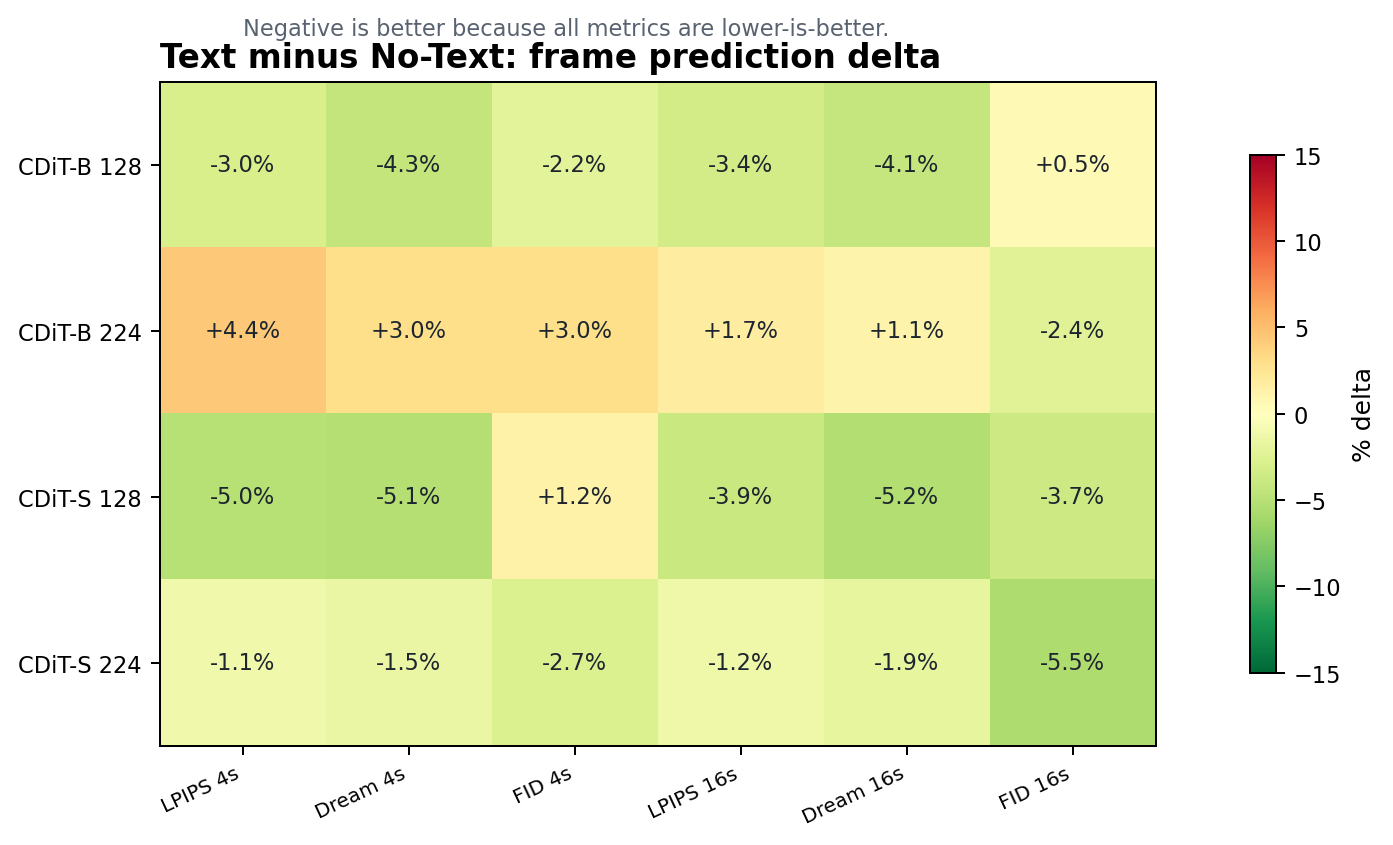 Negative is better because all metrics are lower-is-better.
Text minus No-Text: frame prediction delta
CDiT-B 128 -3.0% -4.3% -2.2% -3.4% -4.1% +0.5%
CDiT-B 224 +4.4% +3.0% +3.0% +1.7% +1.1% -2.4%
CDiT-S 128 -5.0% -5.1% +1.2% -3.9% -5.2% -3.7%
CDiT-S 224 -1.1% -1.5% -2.7% -1.2% -1.9% -5.5%
LPIPS 4s Dream 4s FID 4s LPIPS 16s Dream 16s FID 16s
15
10
5
0
−5
−10
−15
% delta